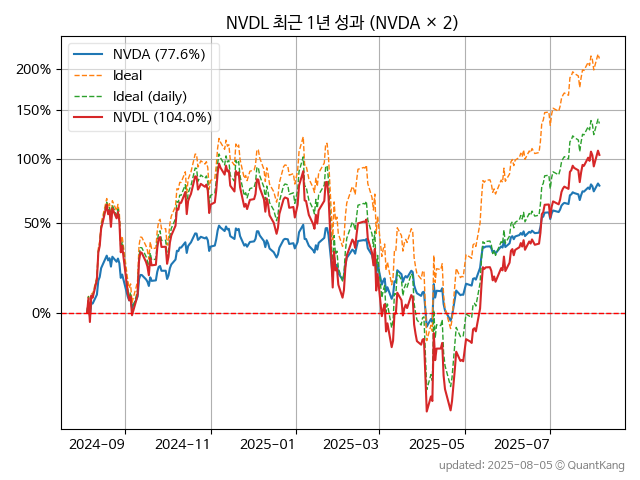 NVDL 최근 1년 성과 (NVDA × 2)
NVDA (77.6%)
Ideal
Ideal (daily)
NVDL (104.0%)
200%
150%
100%
50%
0%
2024-09
2024-11
2025-01
2025-03
2025-05
2025-07
updated: 2025-08-05 © QuantKang